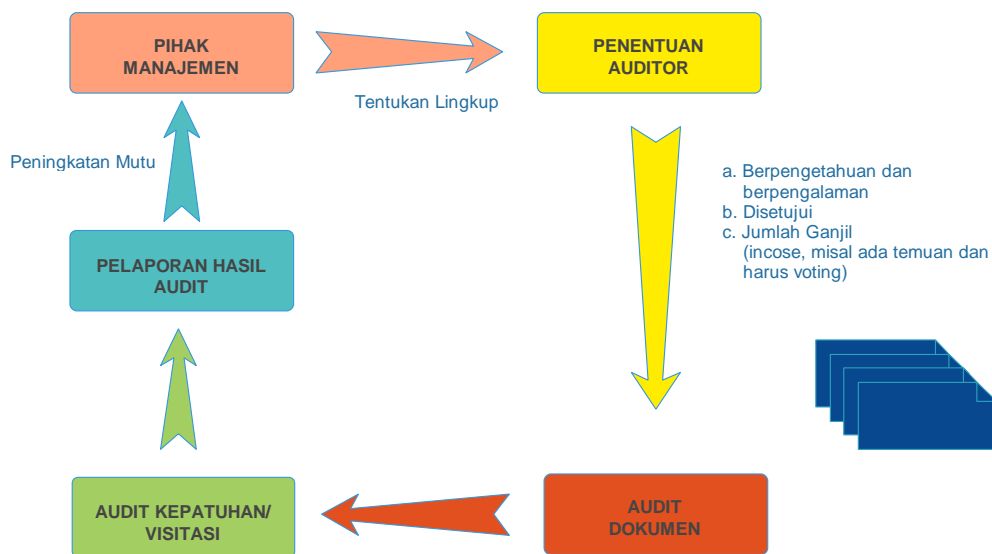 PIHAK
MANAJEMEN
Tentukan Lingkup
PENENTUAN
AUDITOR
a. Berpengetahuan dan
berpengalaman
b. Disetujui
c. Jumlah Ganjil
(incose, misal ada temuan dan
harus voting)
AUDIT
DOKUMEN
AUDIT KEPATUHAN/
VISITASI
PELAPORAN HASIL
AUDIT
Peningkatan Mutu